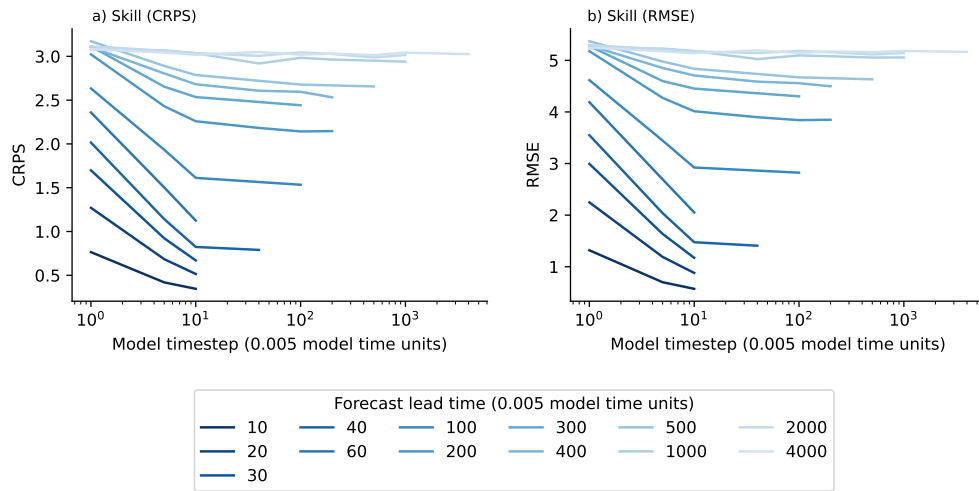 a) Skill (CRPS)
b) Skill (RMSE)
CRPS
3.0
2.5
2.0
1.5
1.0
0.5
10^0 10^1 10^2 10^3
Model timestep (0.005 model time units)
RMSE
5
4
3
2
1
10^0 10^1 10^2 10^3
Model timestep (0.005 model time units)
Forecast lead time (0.005 model time units)
10 40 100 300 500 2000
20 60 200 400 1000 4000
30